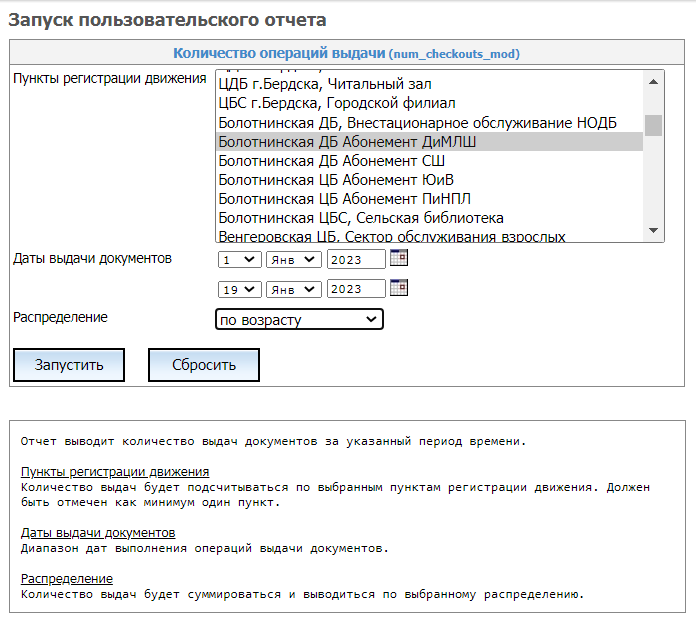 Запуск пользовательского отчета
Количество операций выдачи (num_checkouts_mod)
Пункты регистрации движения
ЦДБ г.Бердска, Читальный зал
ЦБС г.Бердска, Городской филиал
Болотнинская ДБ, Внестационарное обслуживание НОДБ
Болотнинская ДБ Абонемент ДиМЛШ
Болотнинская ДБ Абонемент СШ
Болотнинская ЦБ Абонемент ЮиВ
Болотнинская ЦБ Абонемент ПиНПЛ
Болотнинская ЦБС, Сельская библиотека
Венгеровская ЦБ, Сектор обслуживания взрослых
Даты выдачи документов 1 Янв 2023
19 Янв 2023
Распределение по возрасту
Запустить Сбросить
Отчет выводит количество выдач документов за указанный период времени.
Пункты регистрации движения
Количество выдач будет подсчитываться по выбранным пунктам регистрации движения. Должен
быть отмечен как минимум один пункт.
Даты выдачи документов
Диапазон дат выполнения операций выдачи документов.
Распределение
Количество выдач будет суммироваться и выводиться по выбранному распределению.